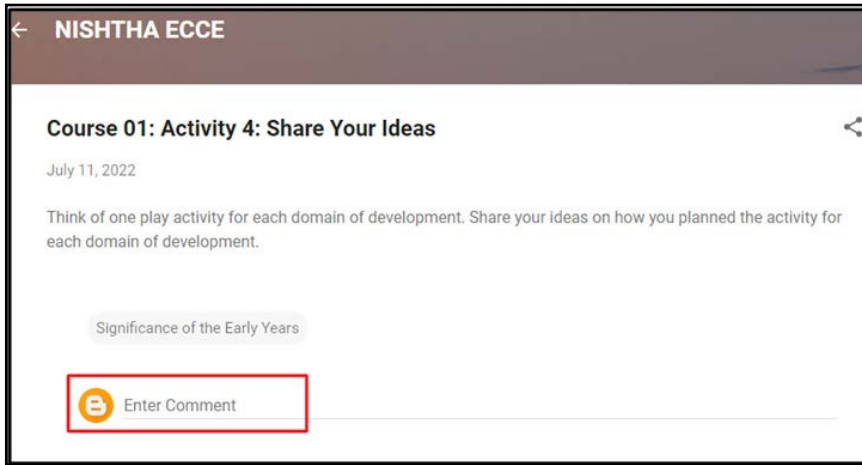 NISHTHA ECCE
Course 01: Activity 4: Share Your Ideas
July 11, 2022
Think of one play activity for each domain of development. Share your ideas on how you planned the activity for
each domain of development.
Significance of the Early Years
Enter Comment